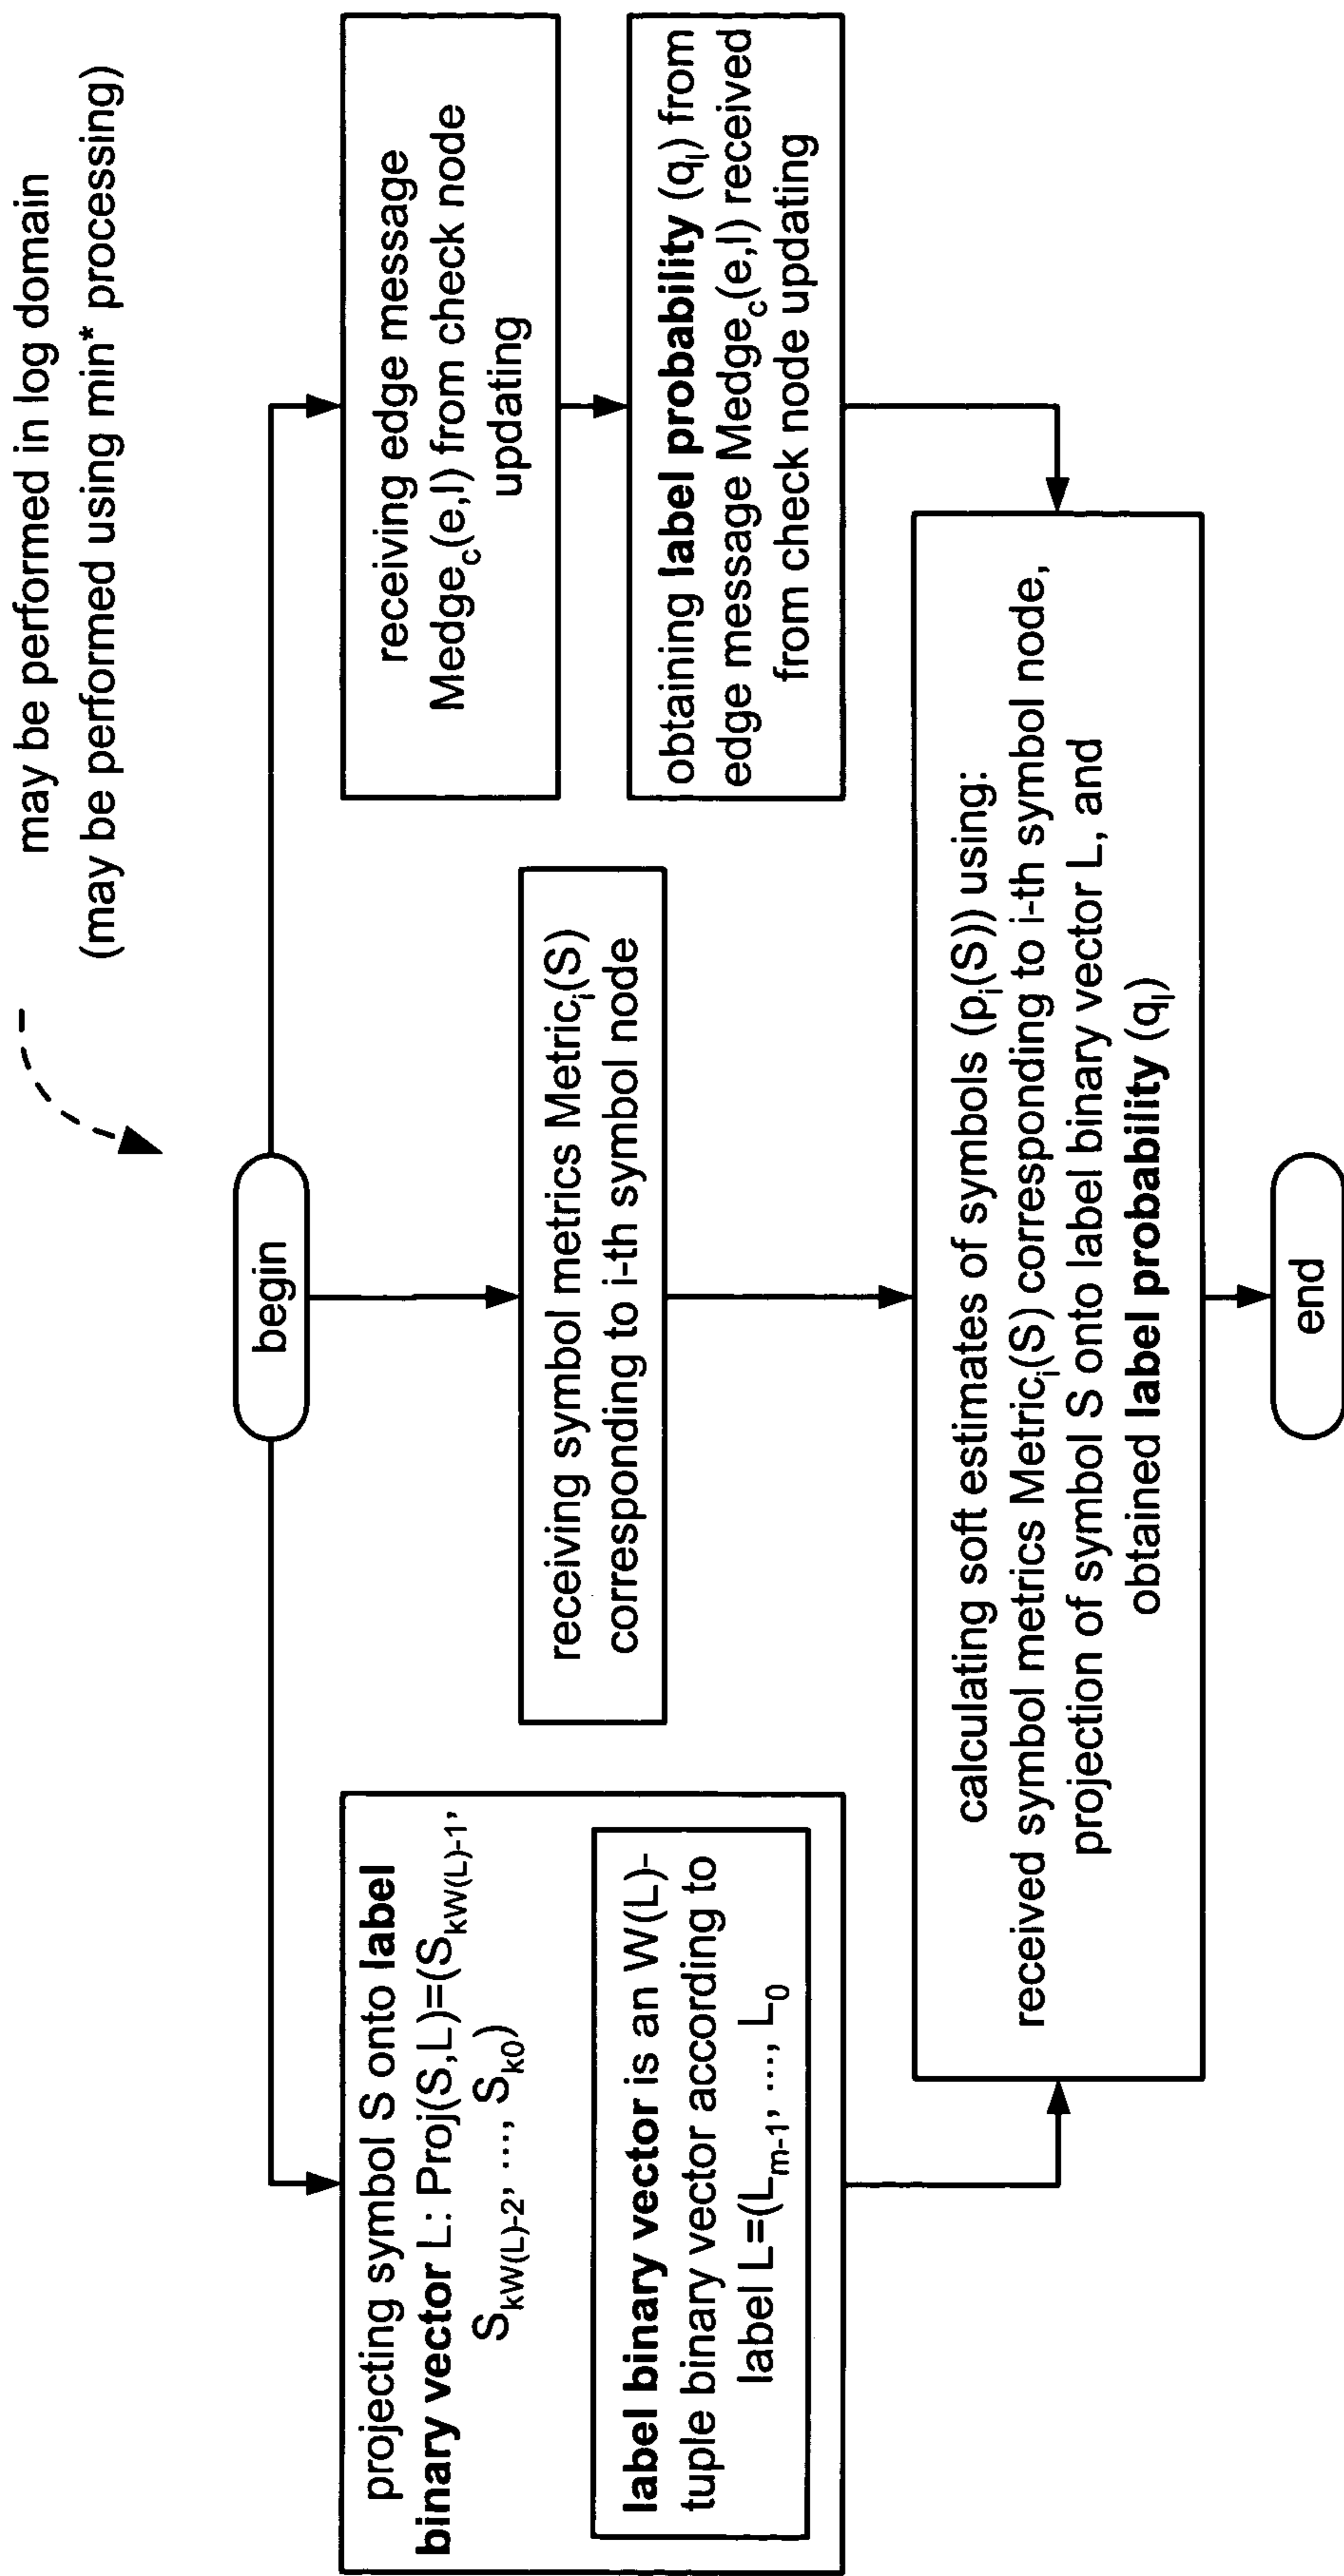 may be performed in log domain
(may be performed using min* processing)
begin
projecting symbol S onto label
binary vector L: Proj(S,L)=(S_kW(L)-1,
S_kW(L)-2, ..., S_k0)
label binary vector is an W(L)-
tuple binary vector according to
label L=(L_m-1, ..., L_0
receiving symbol metrics Metric_i(S)
corresponding to i-th symbol node
receiving edge message
Medge_c(e,l) from check node
updating
obtaining label probability (q_l) from
edge message Medge_c(e,l) received
from check node updating
calculating soft estimates of symbols (p_i(S)) using:
received symbol metrics Metric_i(S) corresponding to i-th symbol node,
projection of symbol S onto label binary vector L, and
obtained label probability (q_l)
end